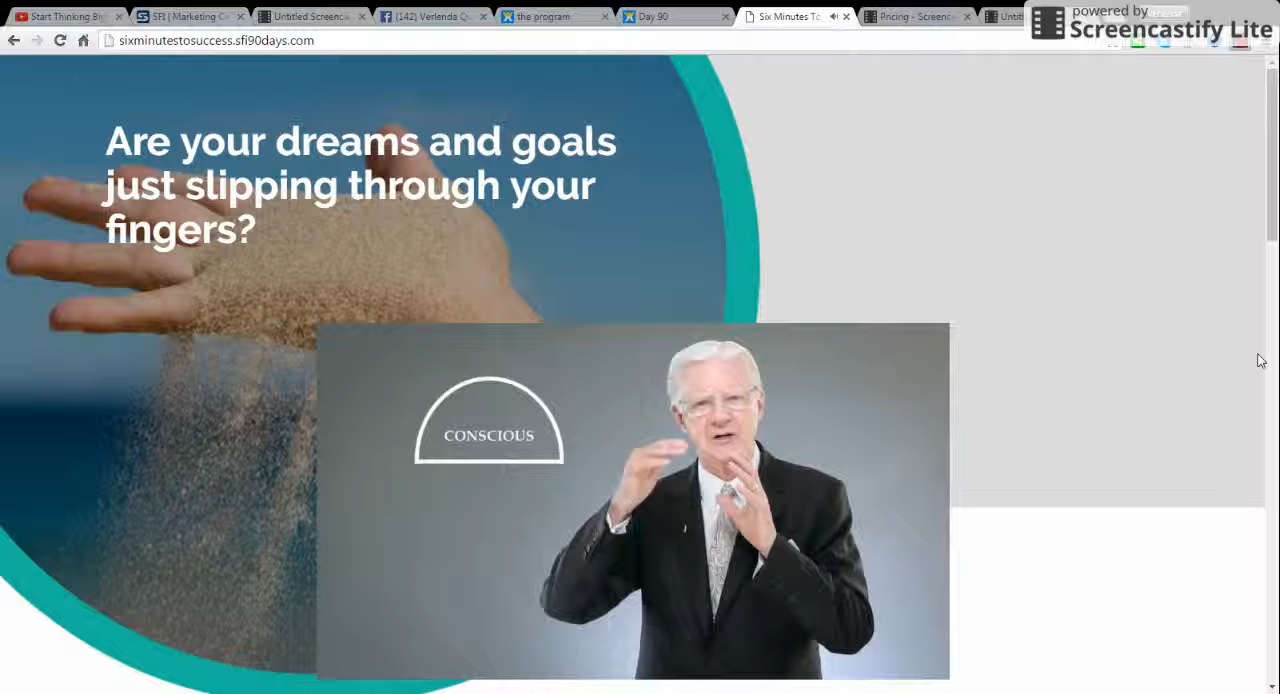 powered by
Screencastify Lite
Start Thinking Bi
SFI | Marketing C
Untitled Screenca
(142) Verlenda Q
the program
Day 90
Six Minutes To
Pricing - Screenc
sixminutestosuccess.sfi90days.com
Are your dreams and goals
just slipping through your
fingers?
CONSCIOUS